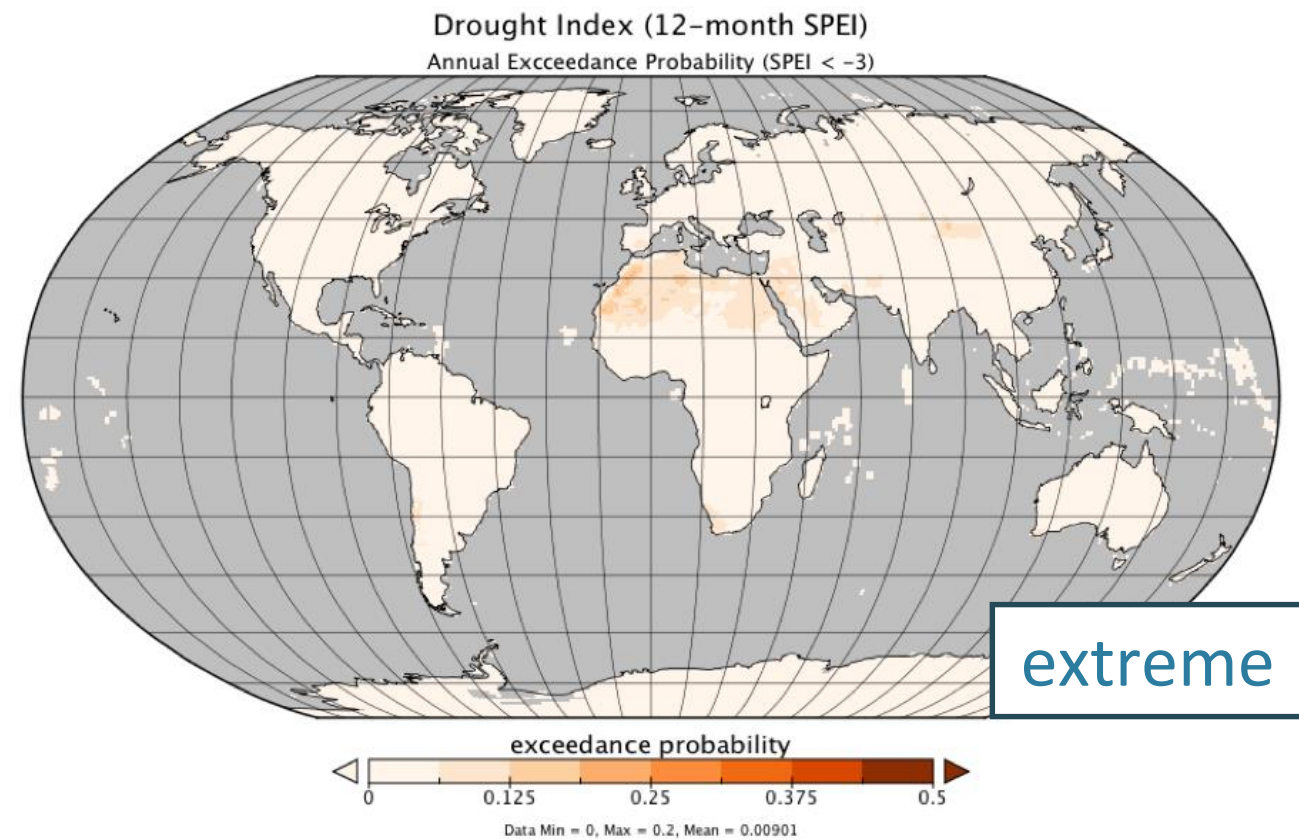 Drought Index (12-month SPEI)
Annual Excceedance Probability (SPEI < -3)
extreme
exceedance probability
0 0.125 0.25 0.375 0.5
Data Min = 0, Max = 0.2, Mean = 0.00901